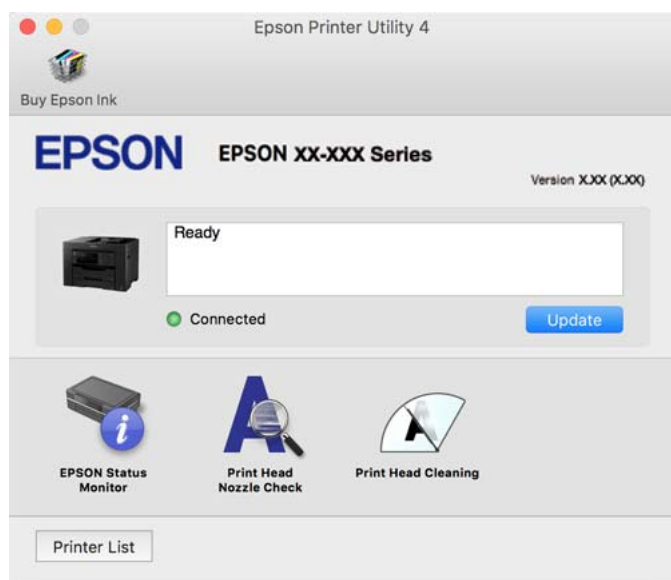 Epson Printer Utility 4
Buy Epson Ink
EPSON
EPSON XX-XXX Series
Version X.XX (X.XX)
Ready
Connected
Update
EPSON Status
Monitor
Print Head
Nozzle Check
Print Head Cleaning
Printer List